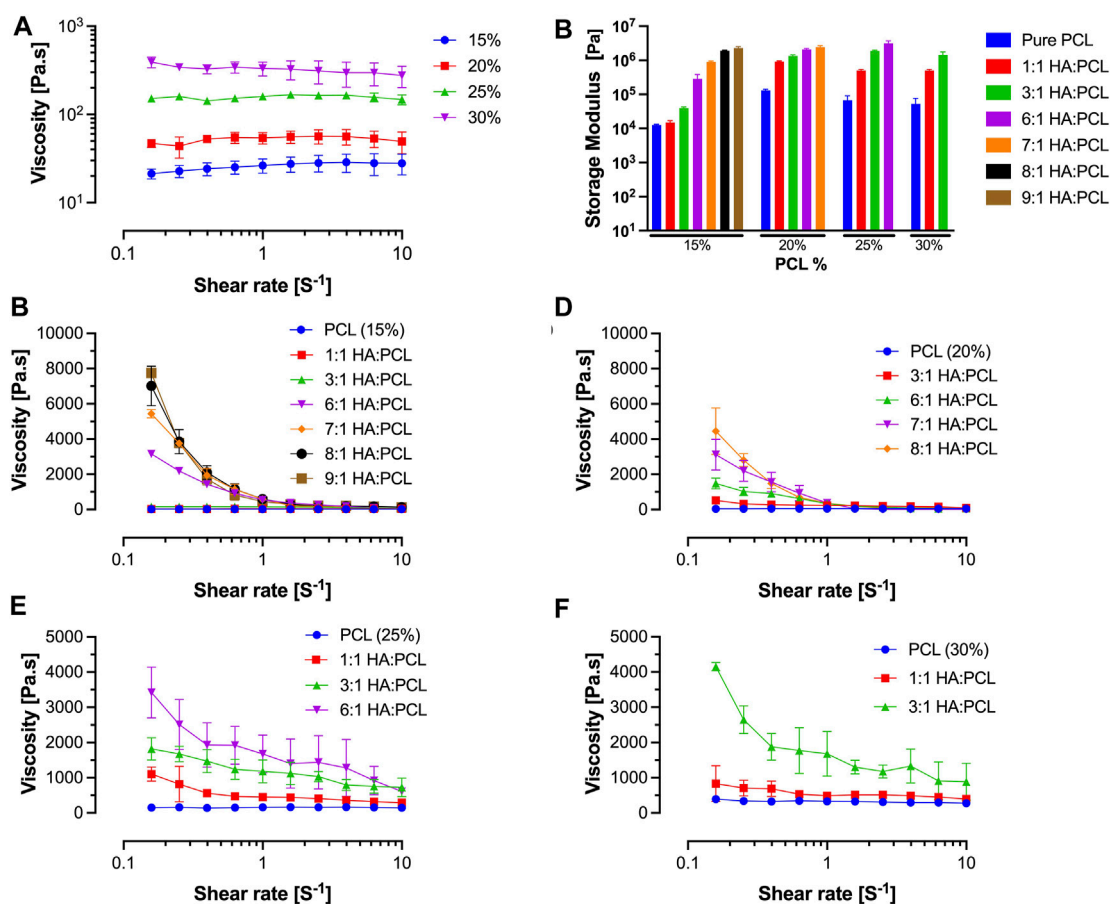 A
Viscosity [Pa.s]
10³
10²
10¹
15%
20%
25%
30%
0.1
1
10
Shear rate [S⁻¹]
B
Storage Modulus [Pa]
10⁷
10⁶
10⁵
10⁴
10³
10²
10¹
15%
20%
25%
30%
PCL %
Pure PCL
1:1 HA:PCL
3:1 HA:PCL
6:1 HA:PCL
7:1 HA:PCL
8:1 HA:PCL
9:1 HA:PCL
B
Viscosity [Pa.s]
10000
8000
6000
4000
2000
0
PCL (15%)
1:1 HA:PCL
3:1 HA:PCL
6:1 HA:PCL
7:1 HA:PCL
8:1 HA:PCL
9:1 HA:PCL
0.1
1
10
Shear rate [S⁻¹]
D
Viscosity [Pa.s]
10000
8000
6000
4000
2000
0
PCL (20%)
3:1 HA:PCL
6:1 HA:PCL
7:1 HA:PCL
8:1 HA:PCL
0.1
1
10
Shear rate [S⁻¹]
E
Viscosity [Pa.s]
5000
4000
3000
2000
1000
0
PCL (25%)
1:1 HA:PCL
3:1 HA:PCL
6:1 HA:PCL
0.1
1
10
Shear rate [S⁻¹]
F
Viscosity [Pa.s]
5000
4000
3000
2000
1000
0
PCL (30%)
1:1 HA:PCL
3:1 HA:PCL
0.1
1
10
Shear rate [S⁻¹]